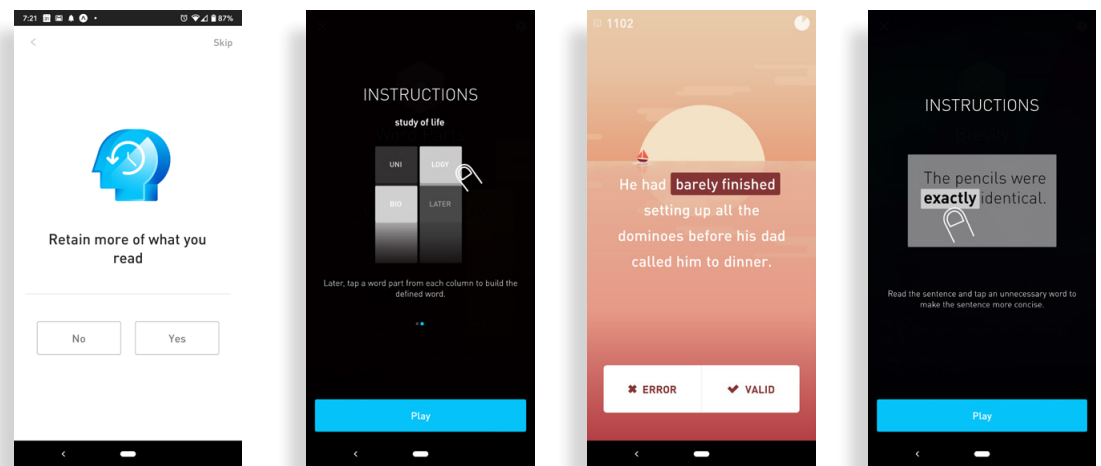 7:21
87%
Skip
Retain more of what you
read
No
Yes
INSTRUCTIONS
study of life
UNI
LOGY
BIO
LATER
Later, tap a word part from each column to build the
defined word.
Play
1102
He had barely finished
setting up all the
dominoes before his dad
called him to dinner.
ERROR
VALID
INSTRUCTIONS
The pencils were
exactly identical.
Read the sentence and tap an unnecessary word to
make the sentence more concise.
Play